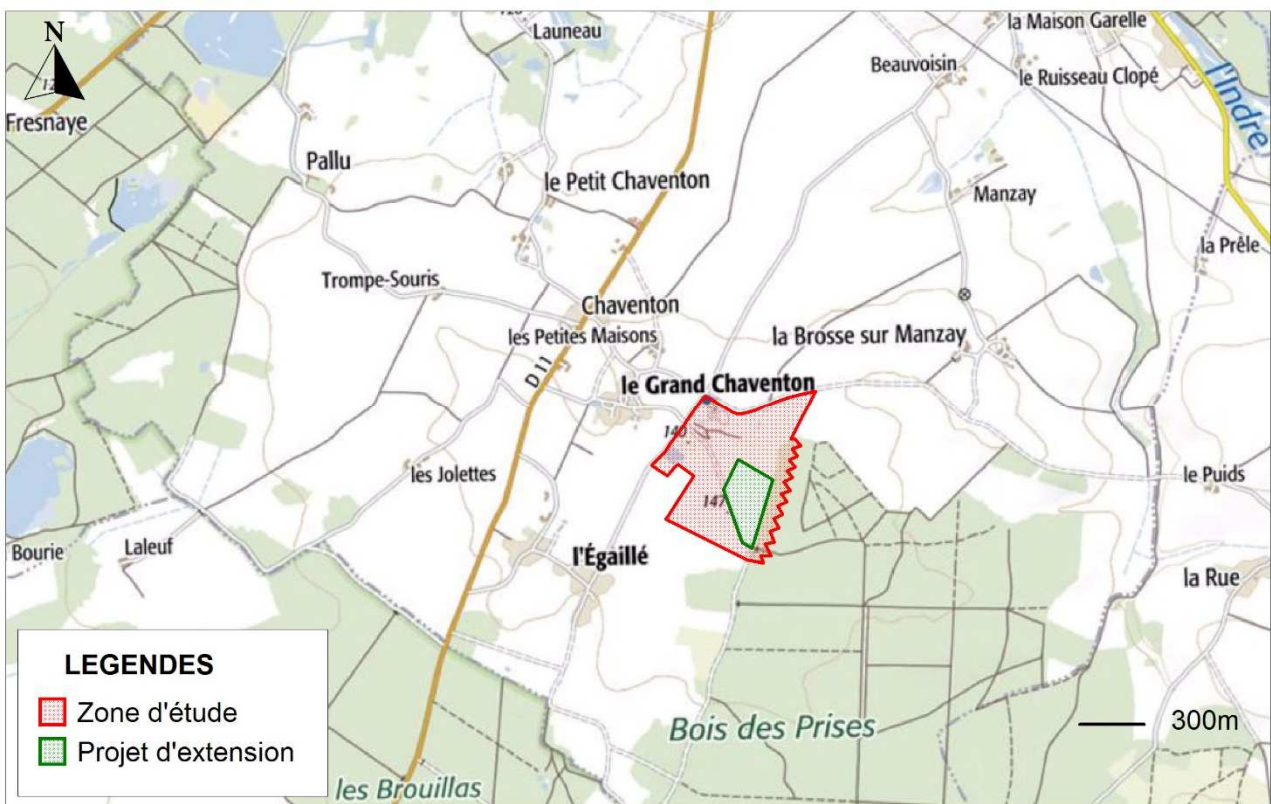 N
Launeau
la Maison Garelle
Beauvoisin
le Ruisseau Clopé
l'Indre
Fresnaye
Pallu
le Petit Chaventon
Manzay
la Prêle
Trompe-Souris
Chaventon
les Petites Maisons
la Brosse sur Manzay
D 11
le Grand Chaventon
140
les Jolettes
147
le Puids
Bourie
Laleuf
l'Égaillé
la Rue
LEGENDES
Zone d'étude
Projet d'extension
Bois des Prises
300m
les Brouillas